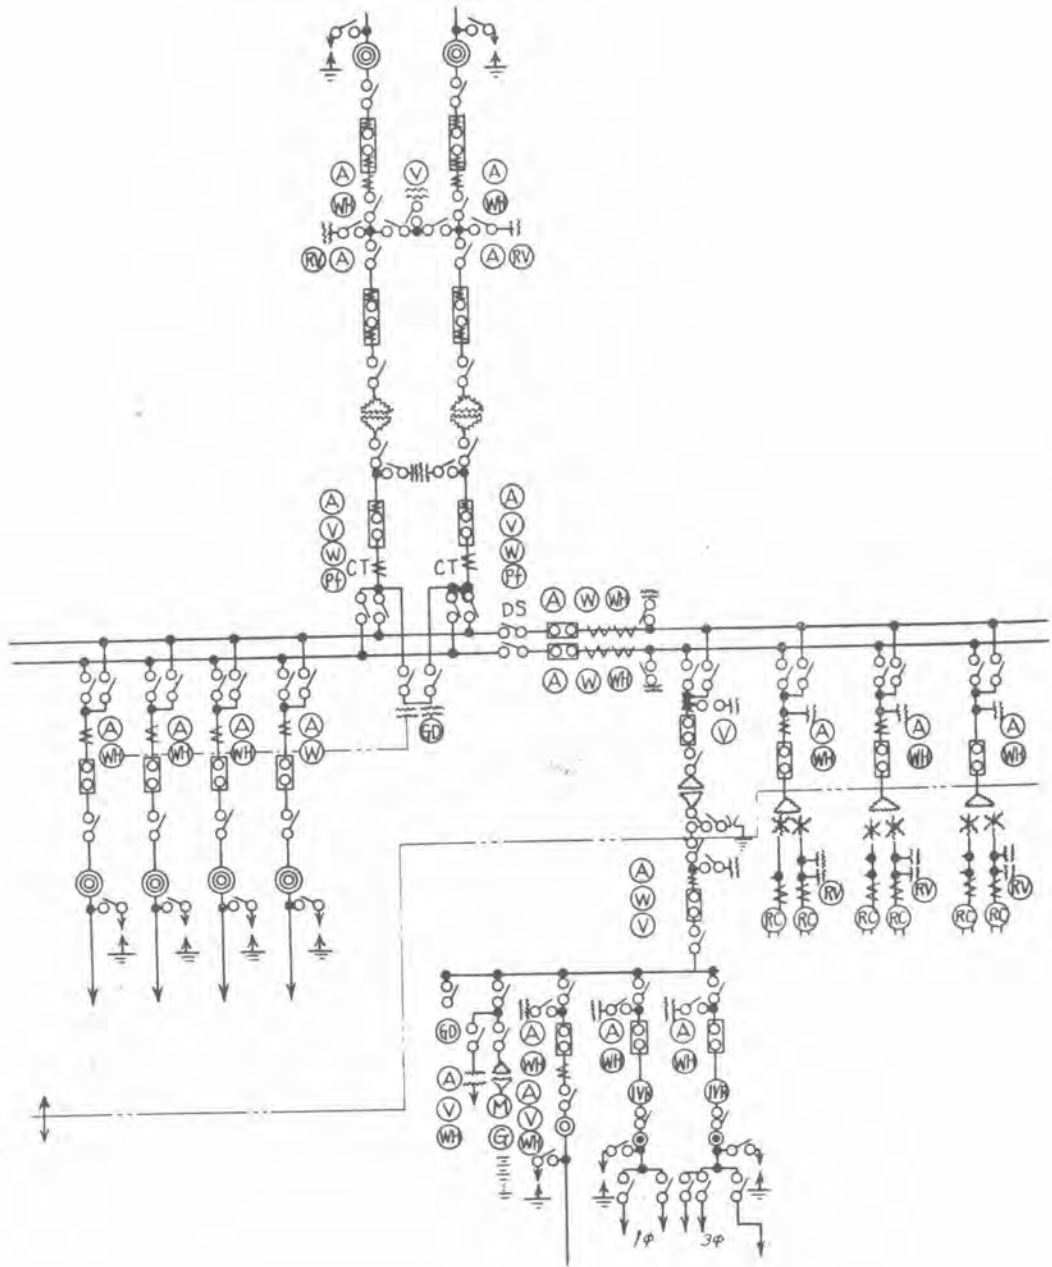 A V A
WH WH
RV A A RV
A A
V V
W W
CT CT
Pf Pf
DS A W WH
A W WH
GD
V
A A A A
WH WH WH W
A A A
WH WH WH
A
W
V
RV RV RV
RC RC RC RC RC RC
GD A A A
WH WH WH
A A
V M V
WH G WH
IVR IVR
1φ 3φ